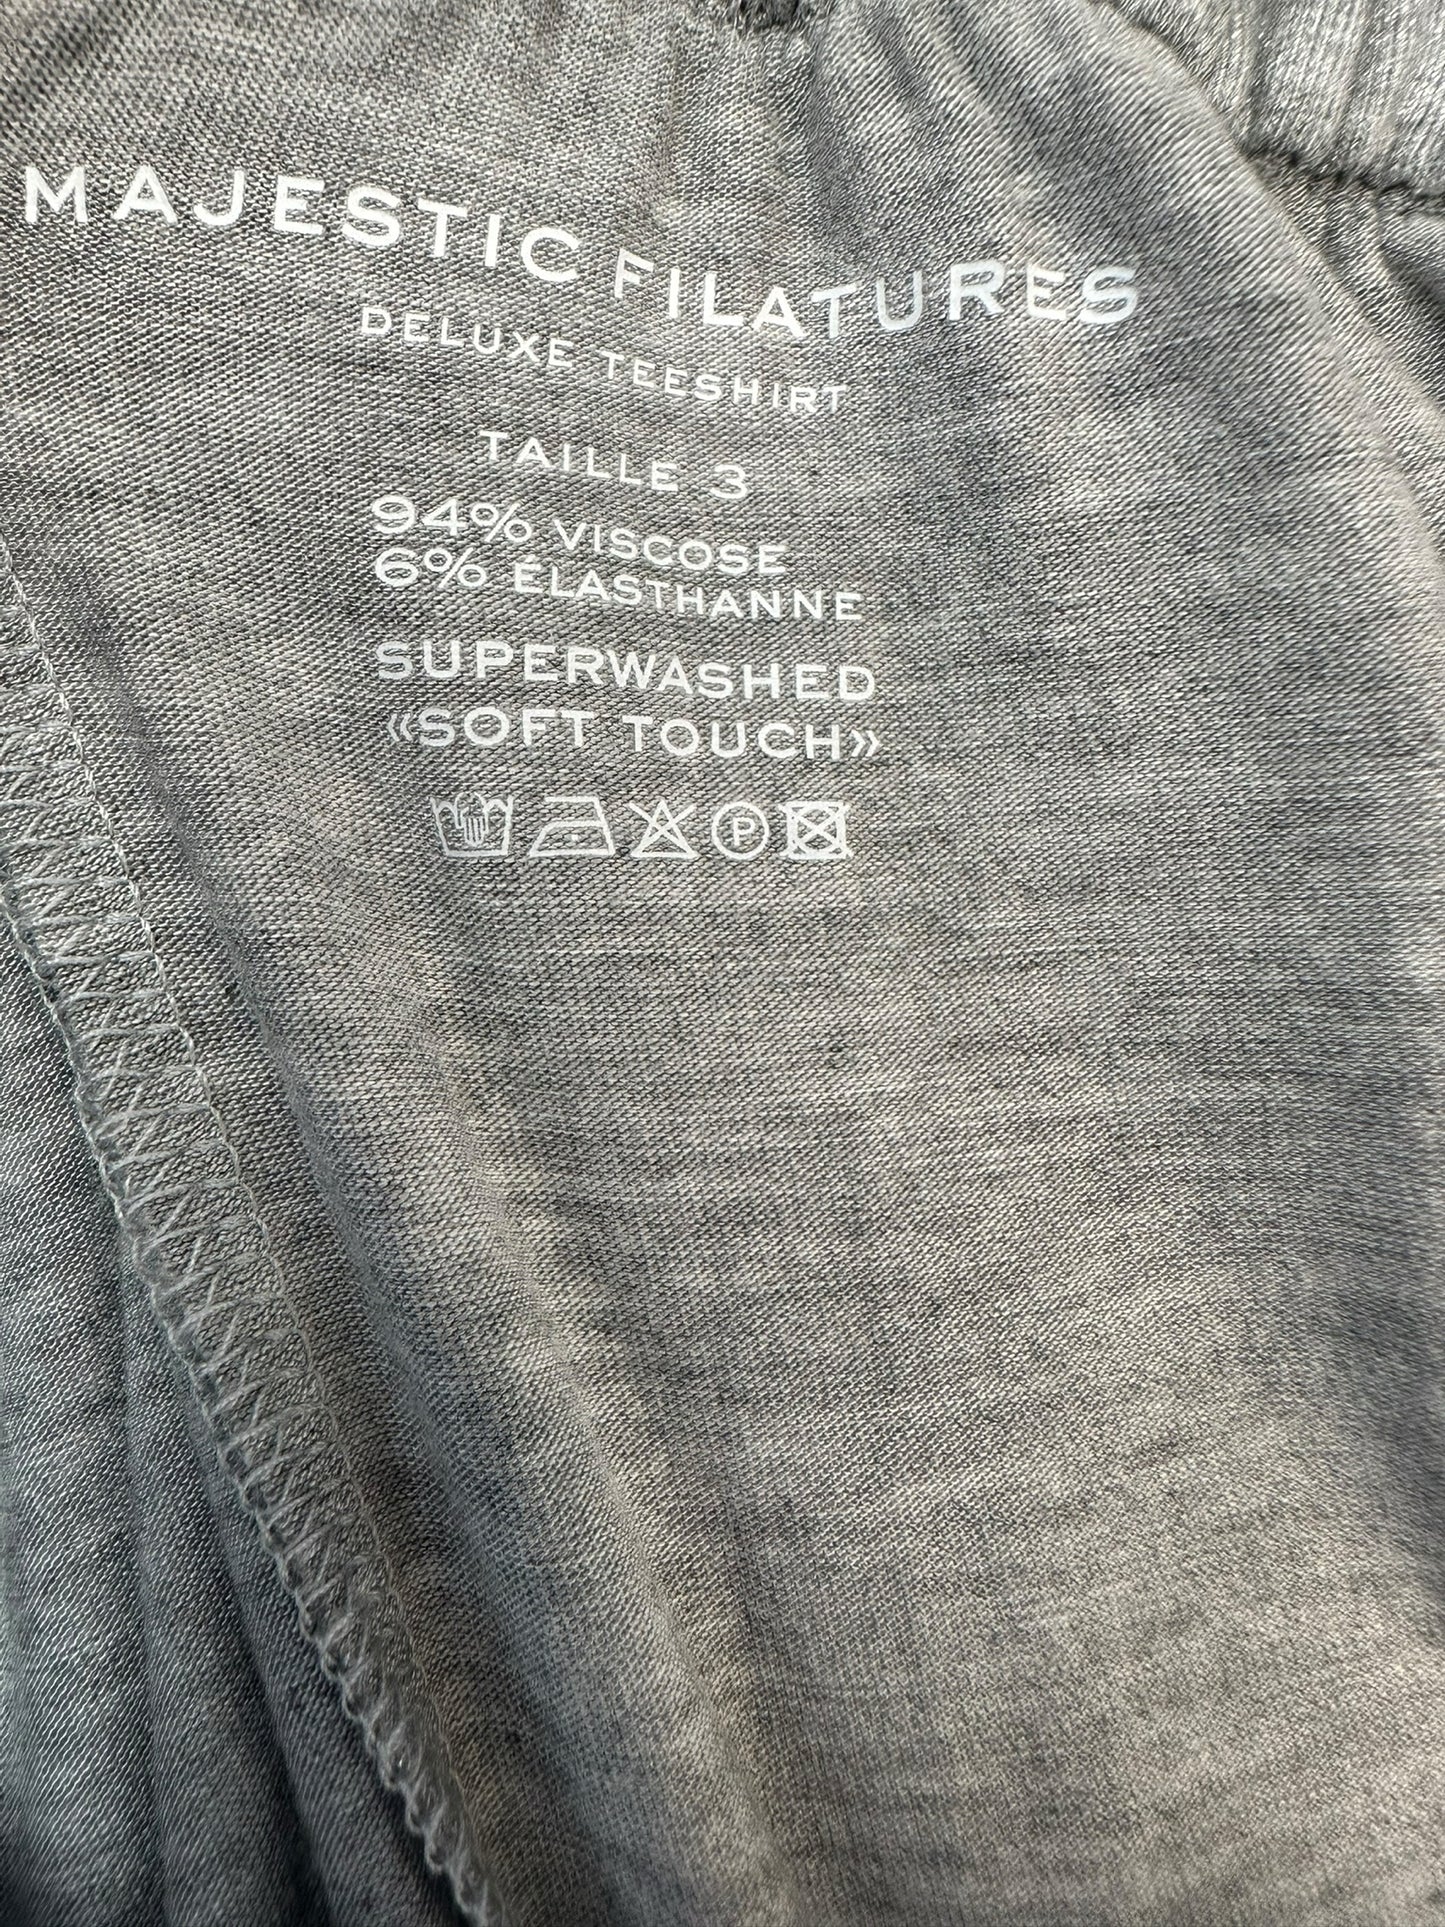 MAJESTIC FILATURES
DELUXE TEESHIRT
TAILLE 3
94% VISCOSE
6% ÉLASTHANNE
SUPERWASHED
«SOFT TOUCH»
P